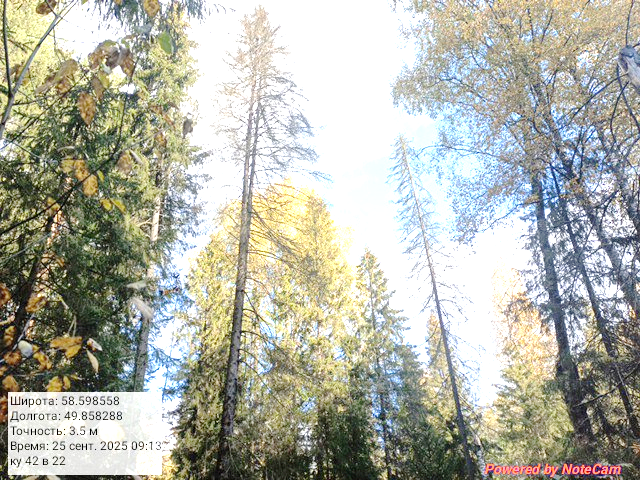 Широта: 58.598558
Долгота: 49.858288
Точность: 3.5 м
Время: 25 сент. 2025 09:13
ку 42 в 22
Powered by NoteCam